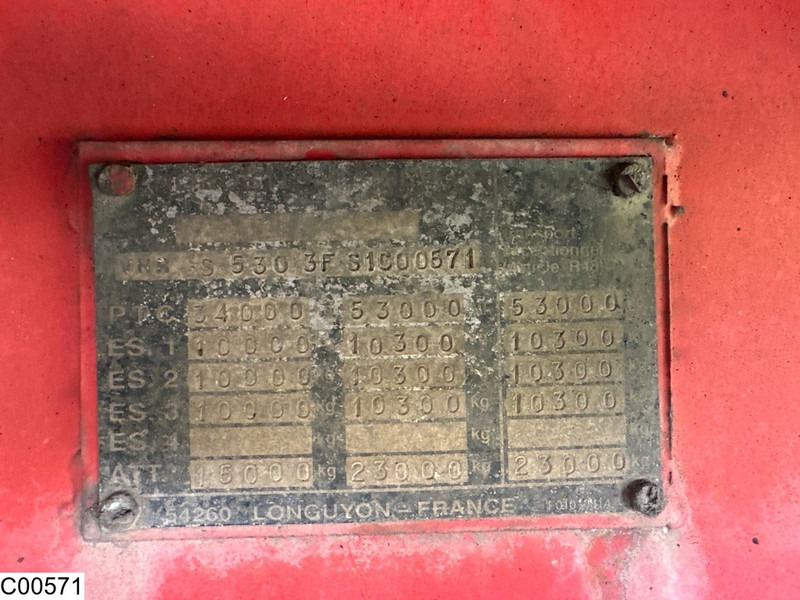 SS 530 3F S1C00571
P.T.C. 34000 53000 53000
ES. 1 10000 10300 10300
ES. 2 10000 10300 10300
ES. 3 10000 kg 10300 kg 10300
ES. 4 kg kg
ATT 15000 kg 23000 kg 23000 kg
54260 LONGUYON - FRANCE
C00571